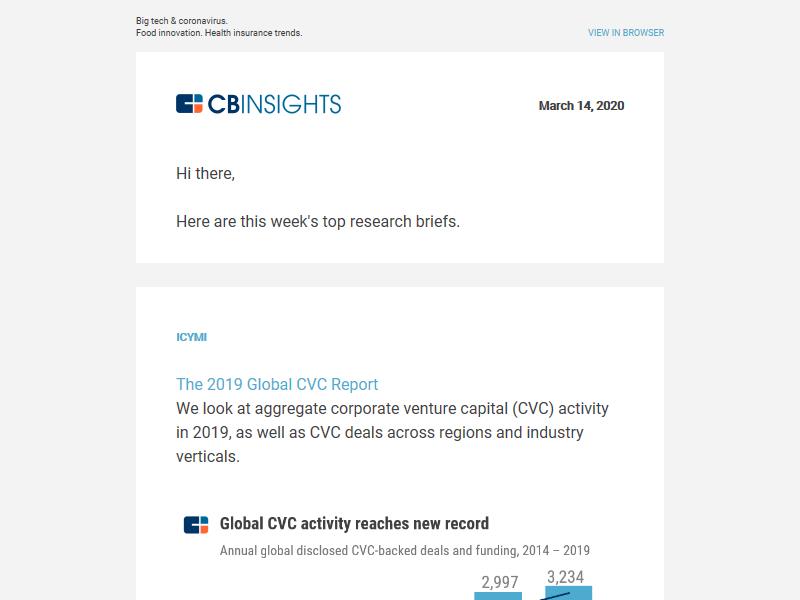 Big tech & coronavirus.
Food innovation. Health insurance trends.
VIEW IN BROWSER
CBINSIGHTS
March 14, 2020
Hi there,
Here are this week's top research briefs.
ICYMI
The 2019 Global CVC Report
We look at aggregate corporate venture capital (CVC) activity
in 2019, as well as CVC deals across regions and industry
verticals.
Global CVC activity reaches new record
Annual global disclosed CVC-backed deals and funding, 2014 – 2019
2,997
3,234